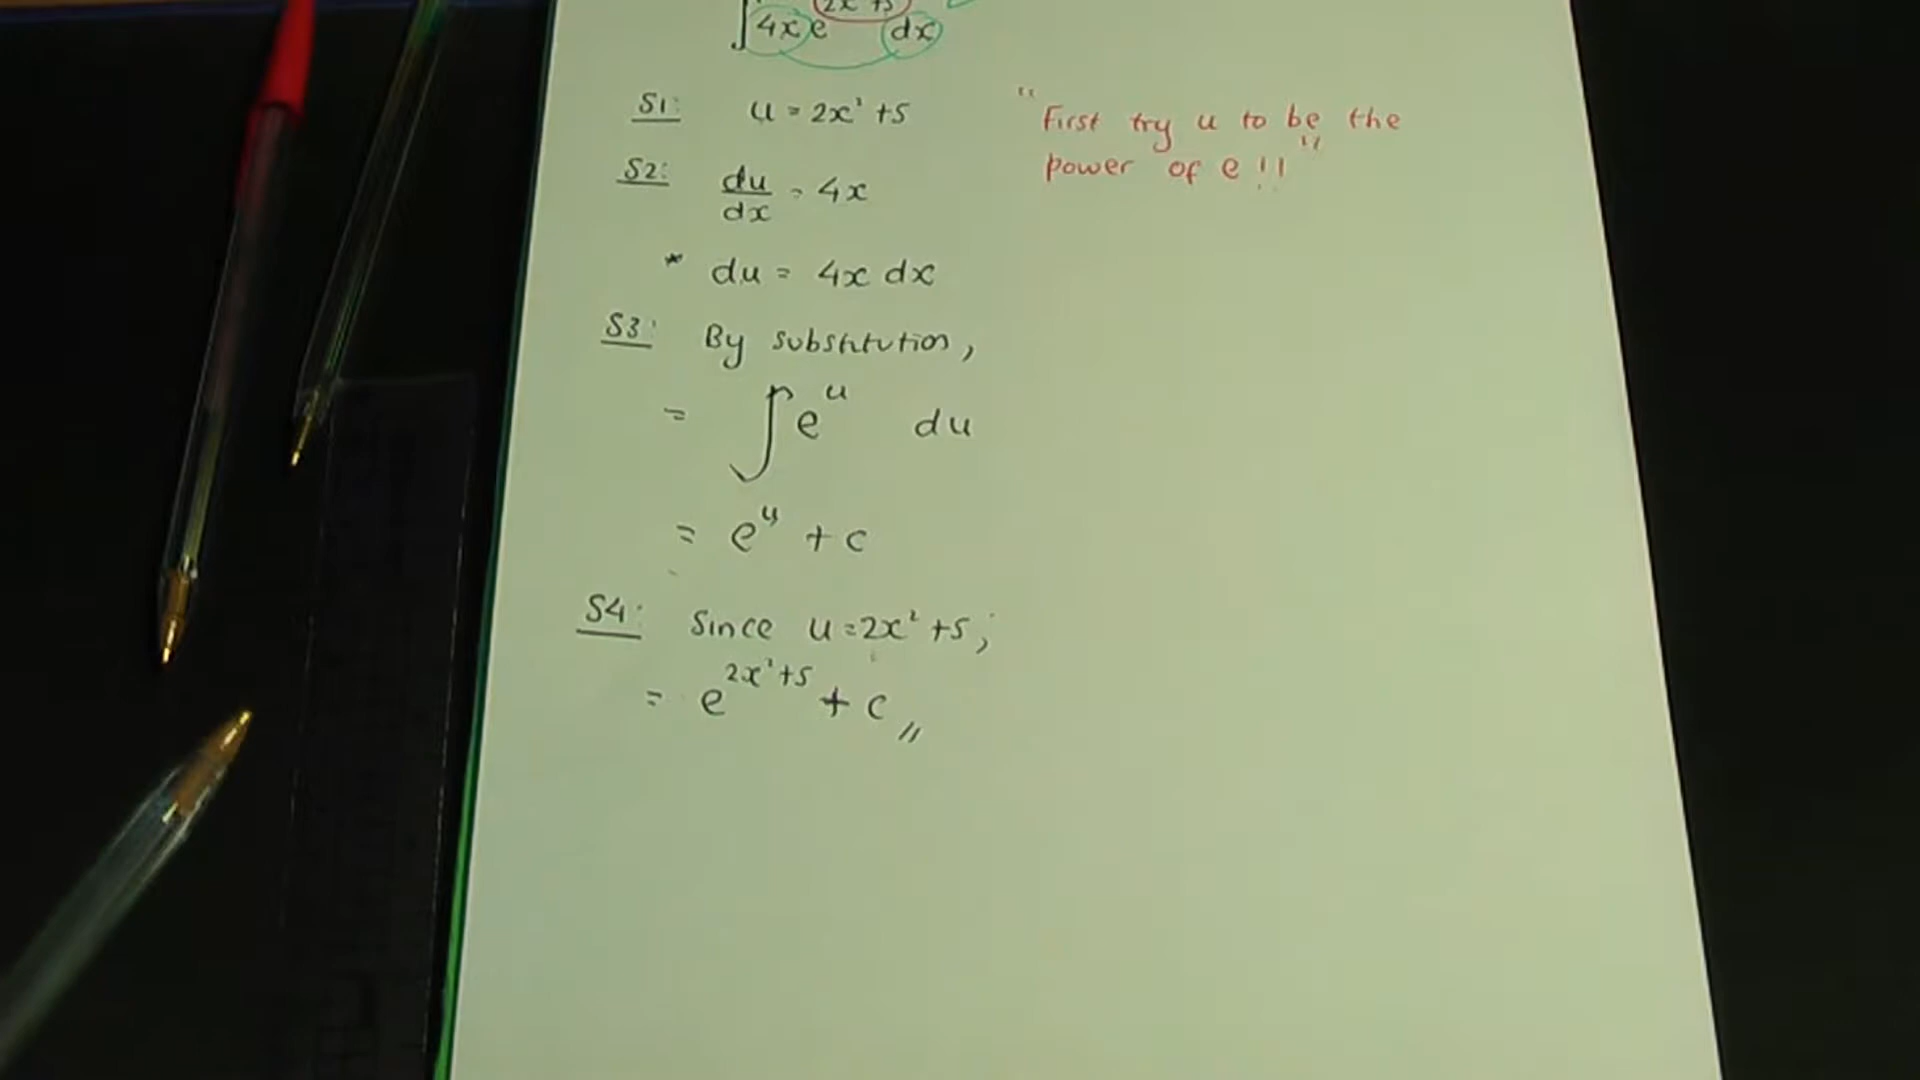 ∫ 4x e^{2x²+5} dx
S1: u = 2x² + 5
"First try u to be the
power of e !!"
S2: du/dx = 4x
* du = 4x dx
S3: By substitution,
= ∫ e^u du
= e^u + c
S4: Since u = 2x² + 5,
= e^{2x²+5} + c //